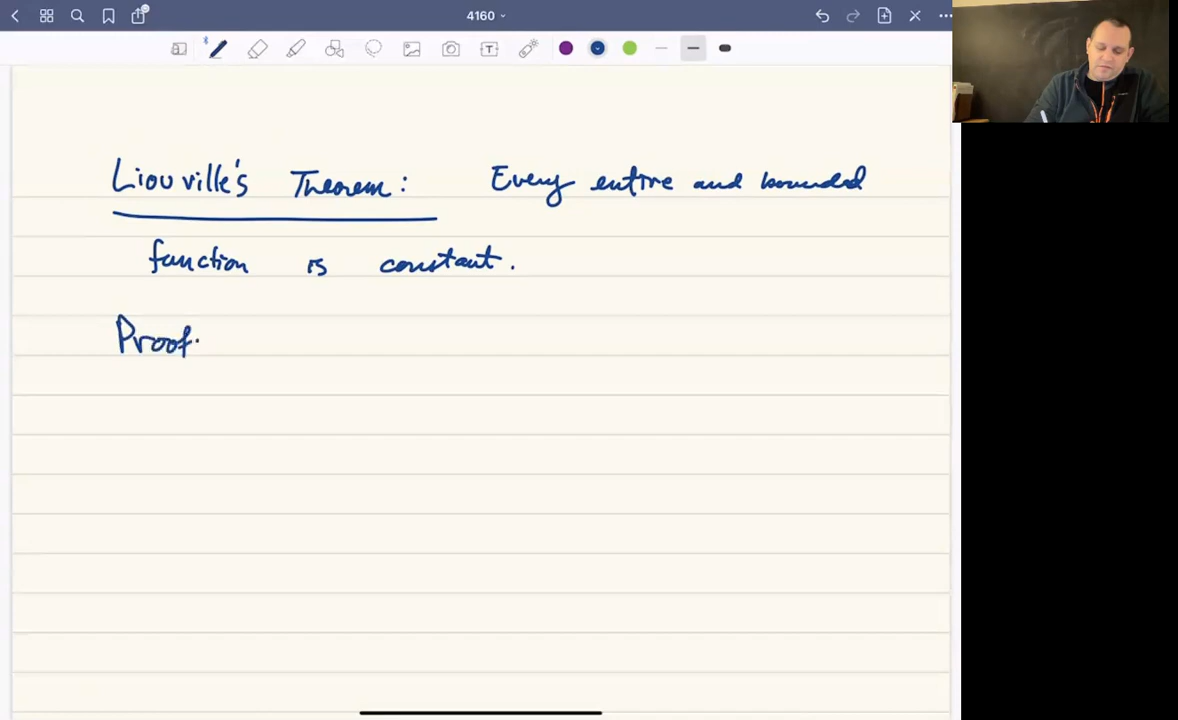 4160
Liouville's Theorem: Every entire and bounded
function is constant.
Proof.